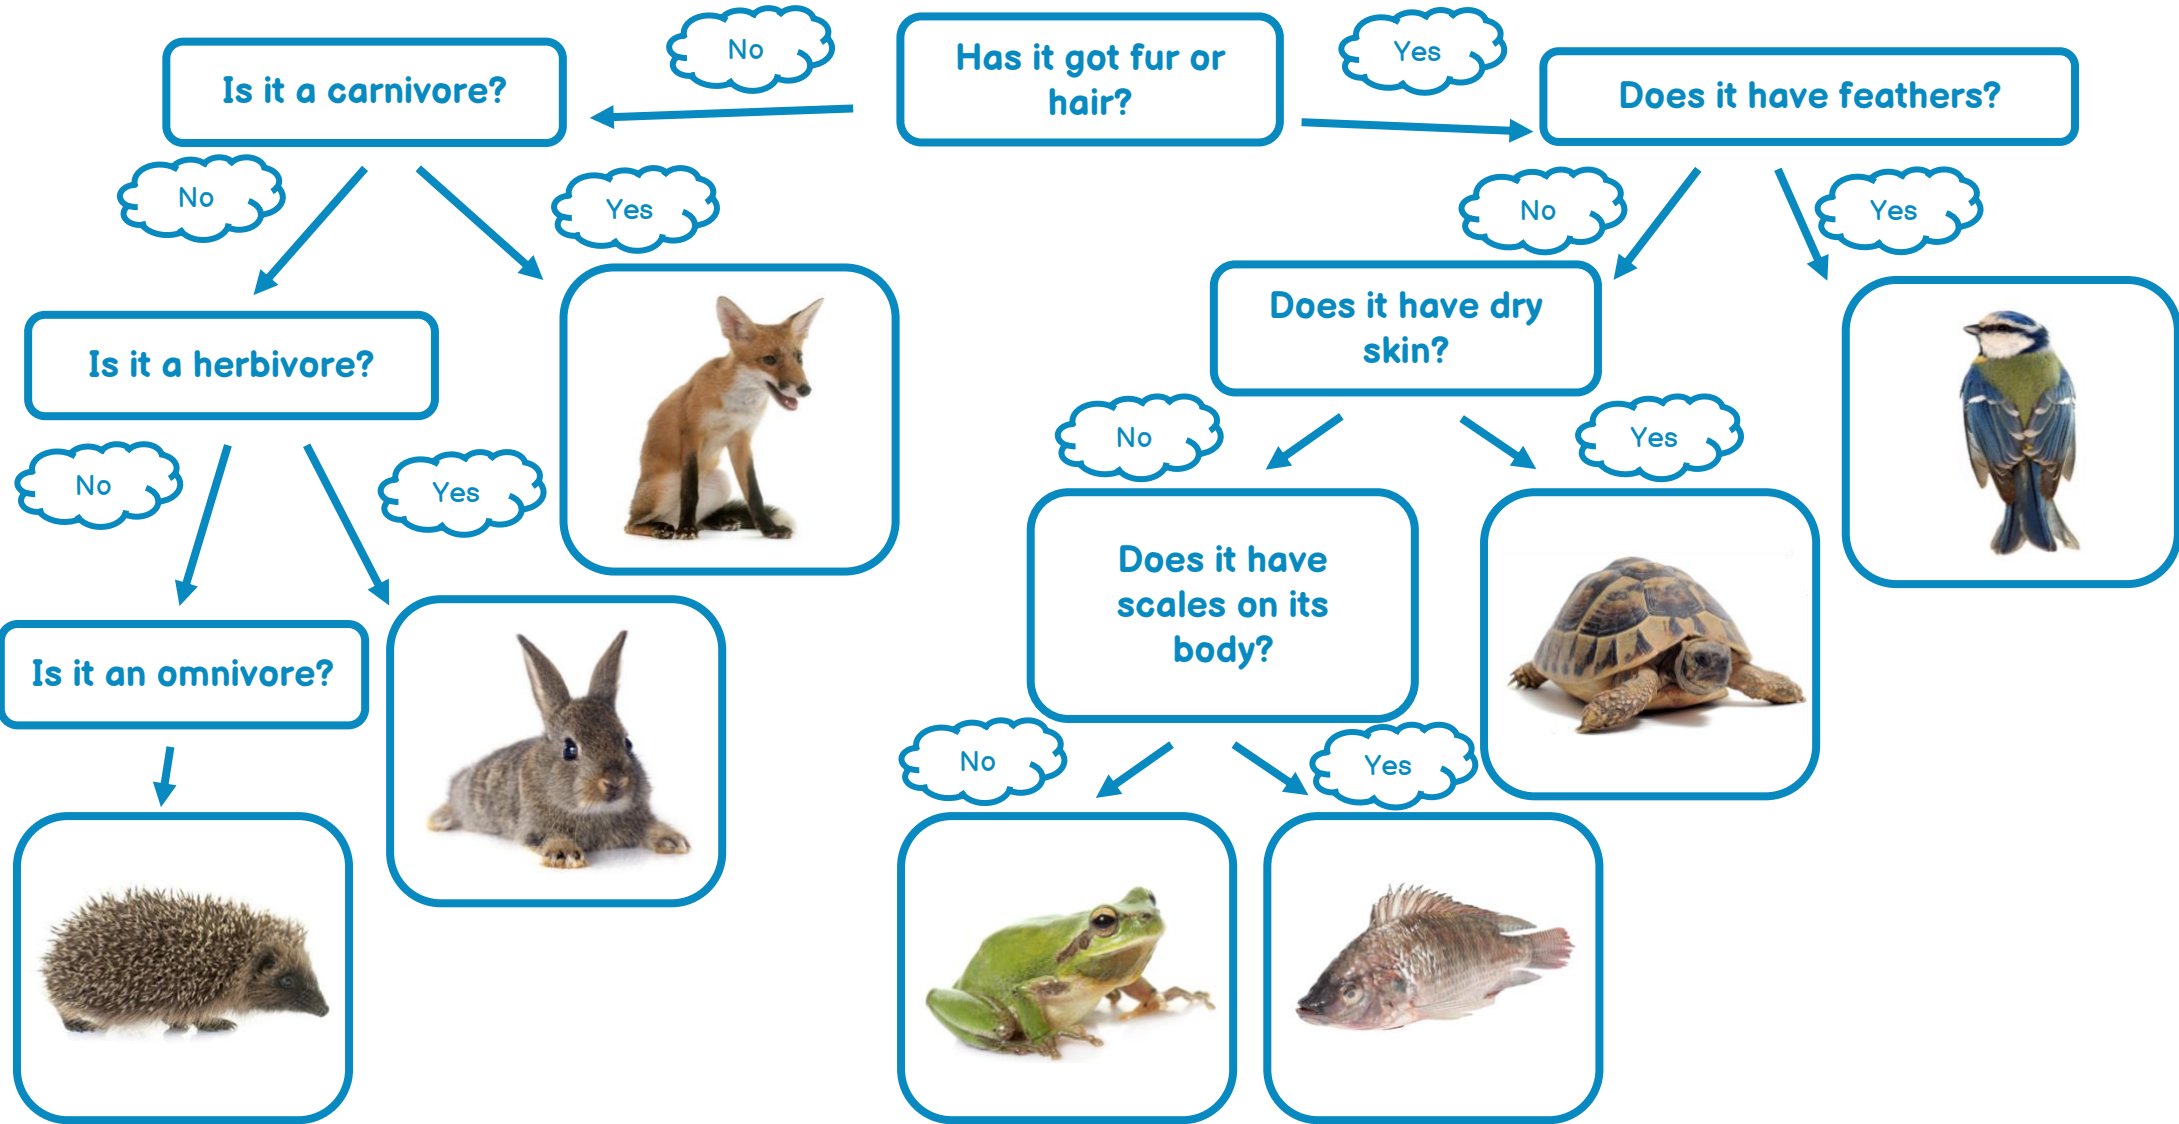 Has it got fur or
hair?
No
Yes
Is it a carnivore?
Does it have feathers?
No
Yes
No
Yes
Is it a herbivore?
Does it have dry
skin?
No
Yes
No
Yes
Is it an omnivore?
Does it have
scales on its
body?
No
Yes